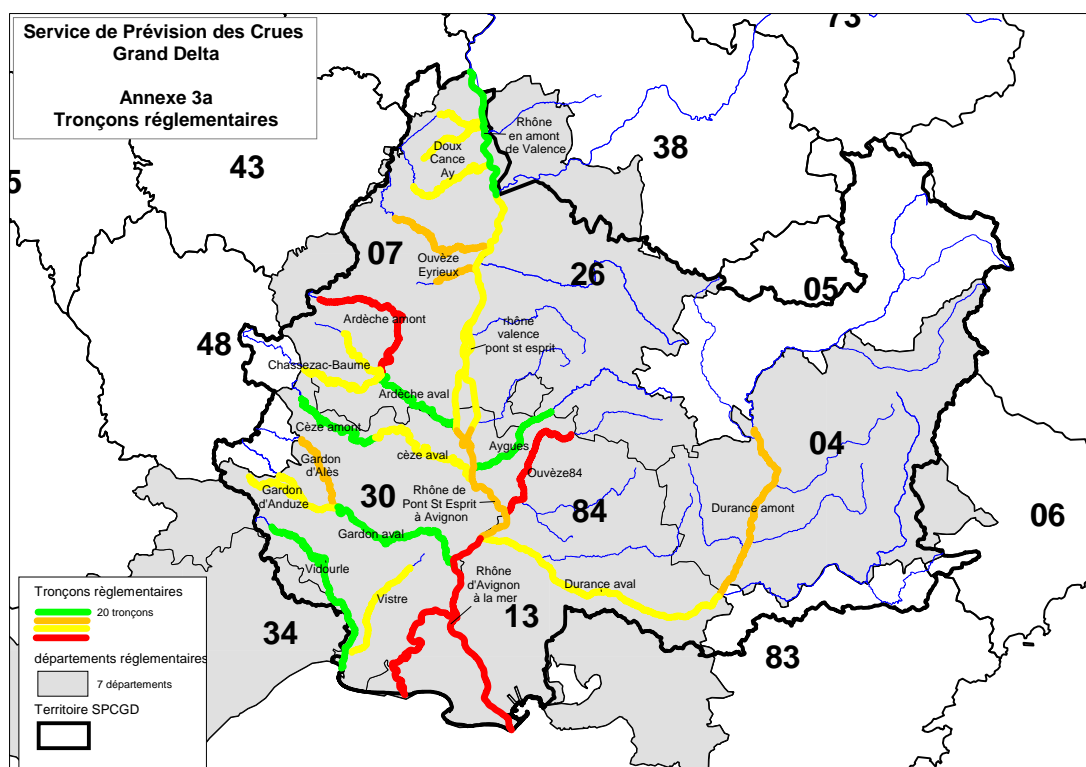 Service de Prévision des Crues
Grand Delta
Annexe 3a
Tronçons réglementaires
73
43
38
5
Rhône
en amont
de Valence
Doux
Cance
Ay
07
Ouvèze
Eyrieux
26
05
Ardèche amont
48
rhône
valence
pont st esprit
Chassezac-Baume
Ardèche aval
Cèze amont
cèze aval
Aygues
04
Gardon
d'Alès
Ouvèze84
Gardon
d'Anduze
30
Rhône de
Pont St Esprit
à Avignon
84
Durance amont
06
Gardon aval
Vidourle
Rhône
d'Avignon
à la mer
Durance aval
Vistre
13
34
83
Tronçons règlementaires
20 tronçons
départements réglementaires
7 départements
Territoire SPCGD